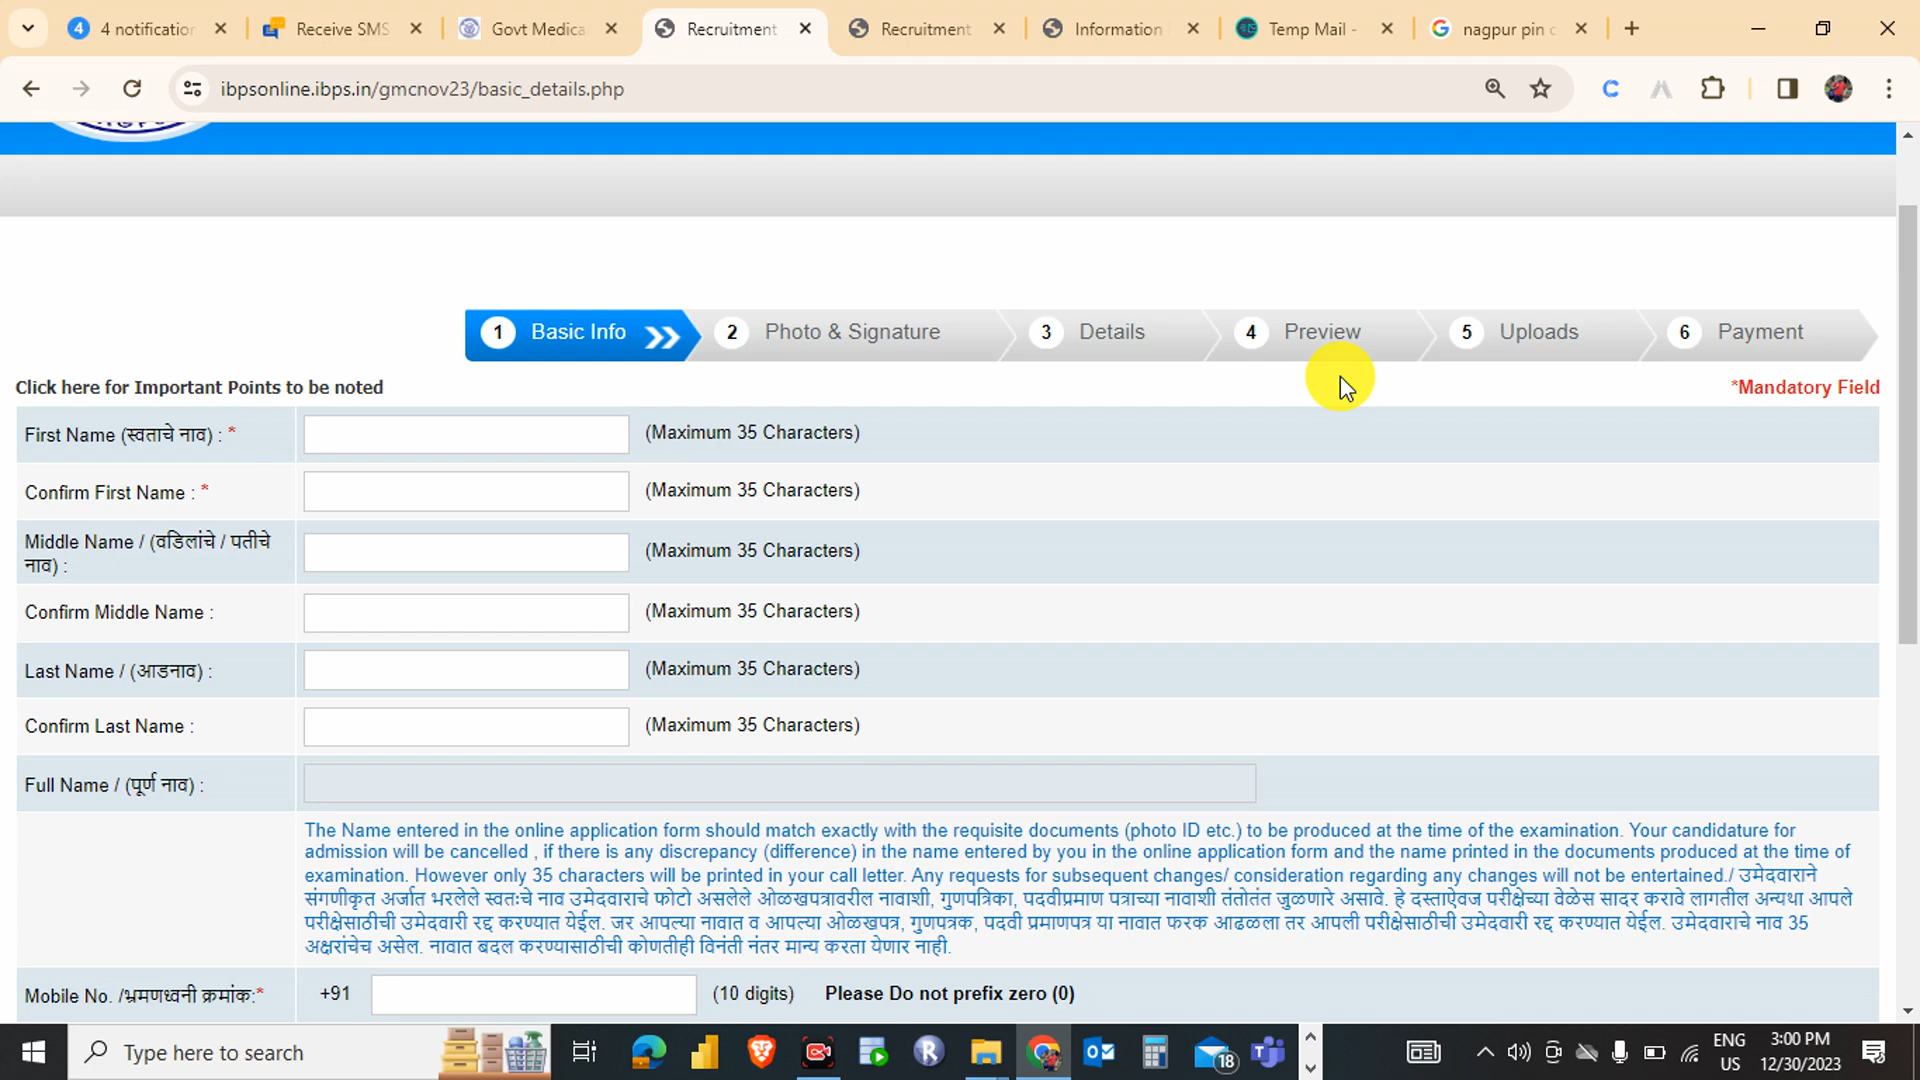 4 4 notification
Receive SMS
Govt Medica
Recruitment
Recruitment
Information
Temp Mail -
nagpur pin c
ibpsonline.ibps.in/gmcnov23/basic_details.php
1 Basic Info
2 Photo & Signature
3 Details
4 Preview
5 Uploads
6 Payment
Click here for Important Points to be noted
*Mandatory Field
First Name (स्वताचे नाव) : * (Maximum 35 Characters)
Confirm First Name : * (Maximum 35 Characters)
Middle Name / (वडिलांचे / पतीचे
नाव) : (Maximum 35 Characters)
Confirm Middle Name : (Maximum 35 Characters)
Last Name / (आडनाव) : (Maximum 35 Characters)
Confirm Last Name : (Maximum 35 Characters)
Full Name / (पूर्ण नाव) :
The Name entered in the online application form should match exactly with the requisite documents (photo ID etc.) to be produced at the time of the examination. Your candidature for
admission will be cancelled , if there is any discrepancy (difference) in the name entered by you in the online application form and the name printed in the documents produced at the time of
examination. However only 35 characters will be printed in your call letter. Any requests for subsequent changes/ consideration regarding any changes will not be entertained./ उमेदवाराने
संगणीकृत अर्जात भरलेले स्वतःचे नाव उमेदवाराचे फोटो असलेले ओळखपत्रावरील नावाशी, गुणपत्रिका, पदवीप्रमाण पत्राच्या नावाशी तंतोतंत जुळणारे असावे. हे दस्ताऐवज परीक्षेच्या वेळेस सादर करावे लागतील अन्यथा आपले
परीक्षेसाठीची उमेदवारी रद्द करण्यात येईल. जर आपल्या नावात व आपल्या ओळखपत्र, गुणपत्रक, पदवी प्रमाणपत्र या नावात फरक आढळला तर आपली परीक्षेसाठीची उमेदवारी रद्द करण्यात येईल. उमेदवाराचे नाव 35
अक्षरांचेच असेल. नावात बदल करण्यासाठीची कोणतीही विनंती नंतर मान्य करता येणार नाही.
Mobile No. /भ्रमणध्वनी क्रमांक:* +91 (10 digits) Please Do not prefix zero (0)
Type here to search
18
ENG
US
3:00 PM
12/30/2023